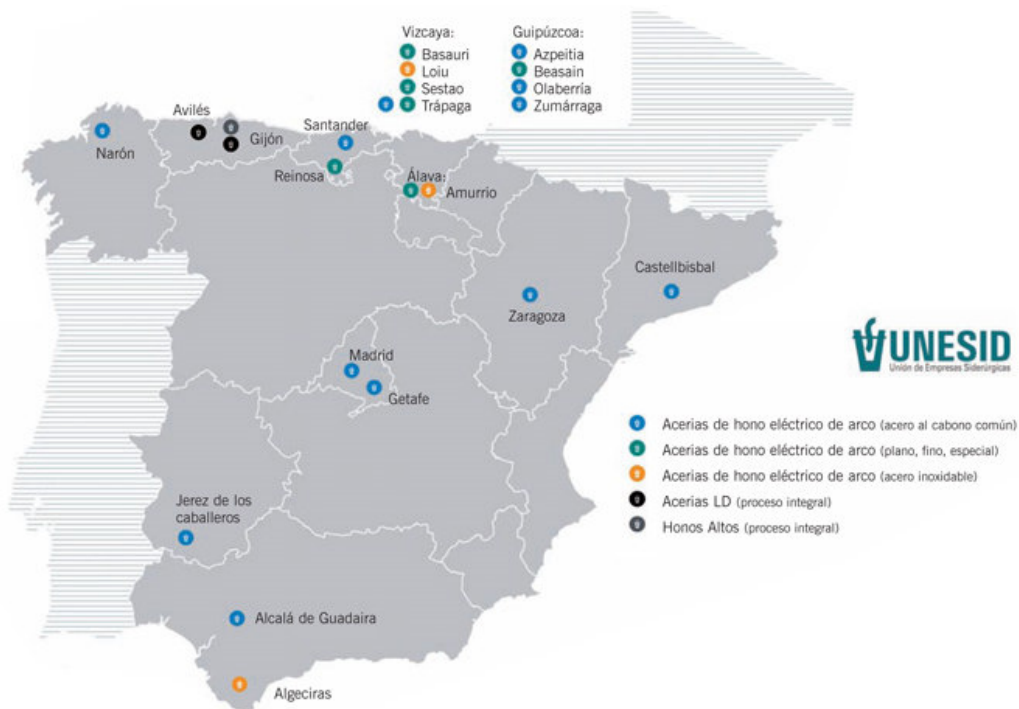 Vizcaya:
Basauri
Loiu
Sestao
Trápaga
Guipúzcoa:
Azpeitia
Beasain
Olaberría
Zumárraga
Avilés
Gijón
Narón
Santander
Reinosa
Álava:
Amurrio
Castellbisbal
Zaragoza
Madrid
Getafe
UNESID
Unión de Empresas Siderúrgicas
Acerias de hono eléctrico de arco (acero al cabono común)
Acerias de hono eléctrico de arco (plano, fino, especial)
Acerias de hono eléctrico de arco (acero inoxidable)
Acerias LD (proceso integral)
Honos Altos (proceso integral)
Jerez de los
caballeros
Alcalá de Guadaira
Algeciras